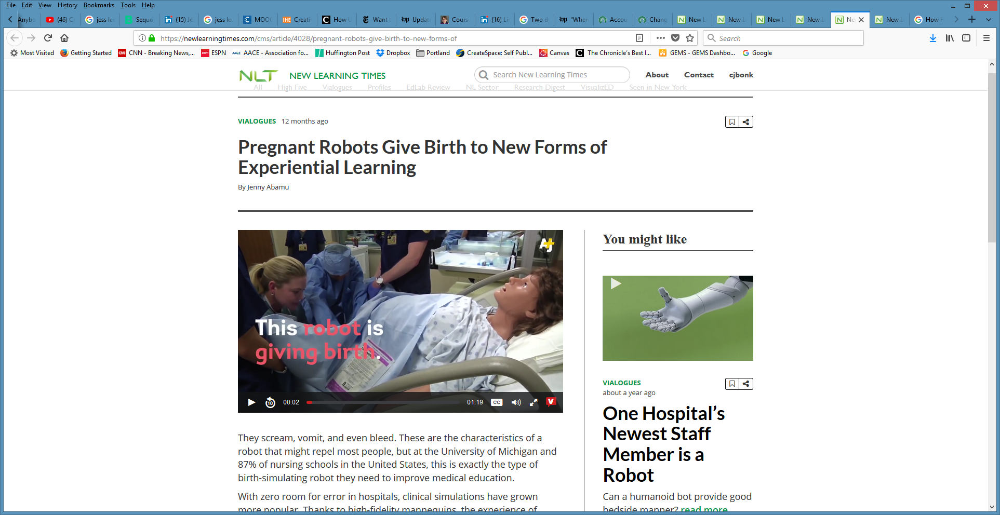 File Edit View History Bookmarks Tools Help
Anybo (46) Cl jess lee Sequo (15) Je jess lee MOOC Creati How U Want t Updat Cours (16) Li Two d "When Accou Chang New L New L New L New L Ne New L How H
https://newlearningtimes.com/cms/article/4028/pregnant-robots-give-birth-to-new-forms-of Search
Most Visited Getting Started CNN - Breaking News,... ESPN AACE - Association fo... Huffington Post Dropbox Portland CreateSpace: Self Publ... Canvas The Chronicle's Best I... GEMS - GEMS Dashbo... Google
NLT NEW LEARNING TIMES Search New Learning Times About Contact cjbonk
All High Five Vialogues Profiles EdLab Review NL Sector Research Digest VisualizED Seen in New York
VIALOGUES 12 months ago
Pregnant Robots Give Birth to New Forms of
Experiential Learning
By Jenny Abamu
This robot is
giving birth.
00:02 01:19 CC
They scream, vomit, and even bleed. These are the characteristics of a
robot that might repel most people, but at the University of Michigan and
87% of nursing schools in the United States, this is exactly the type of
birth-simulating robot they need to improve medical education.
With zero room for error in hospitals, clinical simulations have grown
more popular. Thanks to high-fidelity mannequins, the experience of
You might like
VIALOGUES
about a year ago
One Hospital's
Newest Staff
Member is a
Robot
Can a humanoid bot provide good
bedside manner? read more